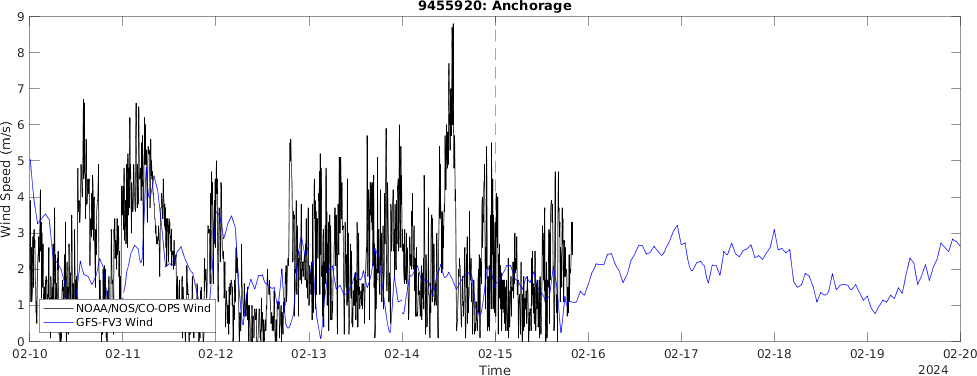 9455920: Anchorage
9
8
7
6
5
4
3
2
1
0
Wind Speed (m/s)
NOAA/NOS/CO-OPS Wind
GFS-FV3 Wind
02-10 02-11 02-12 02-13 02-14 02-15 02-16 02-17 02-18 02-19 02-20
Time
2024